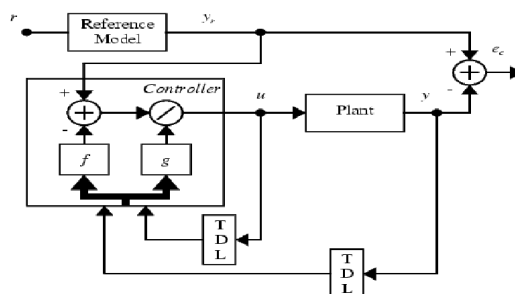 r
Reference
Model
y_r
e_c
+
-
+
-
Controller
u
Plant
y
f
g
T
D
L
T
D
L